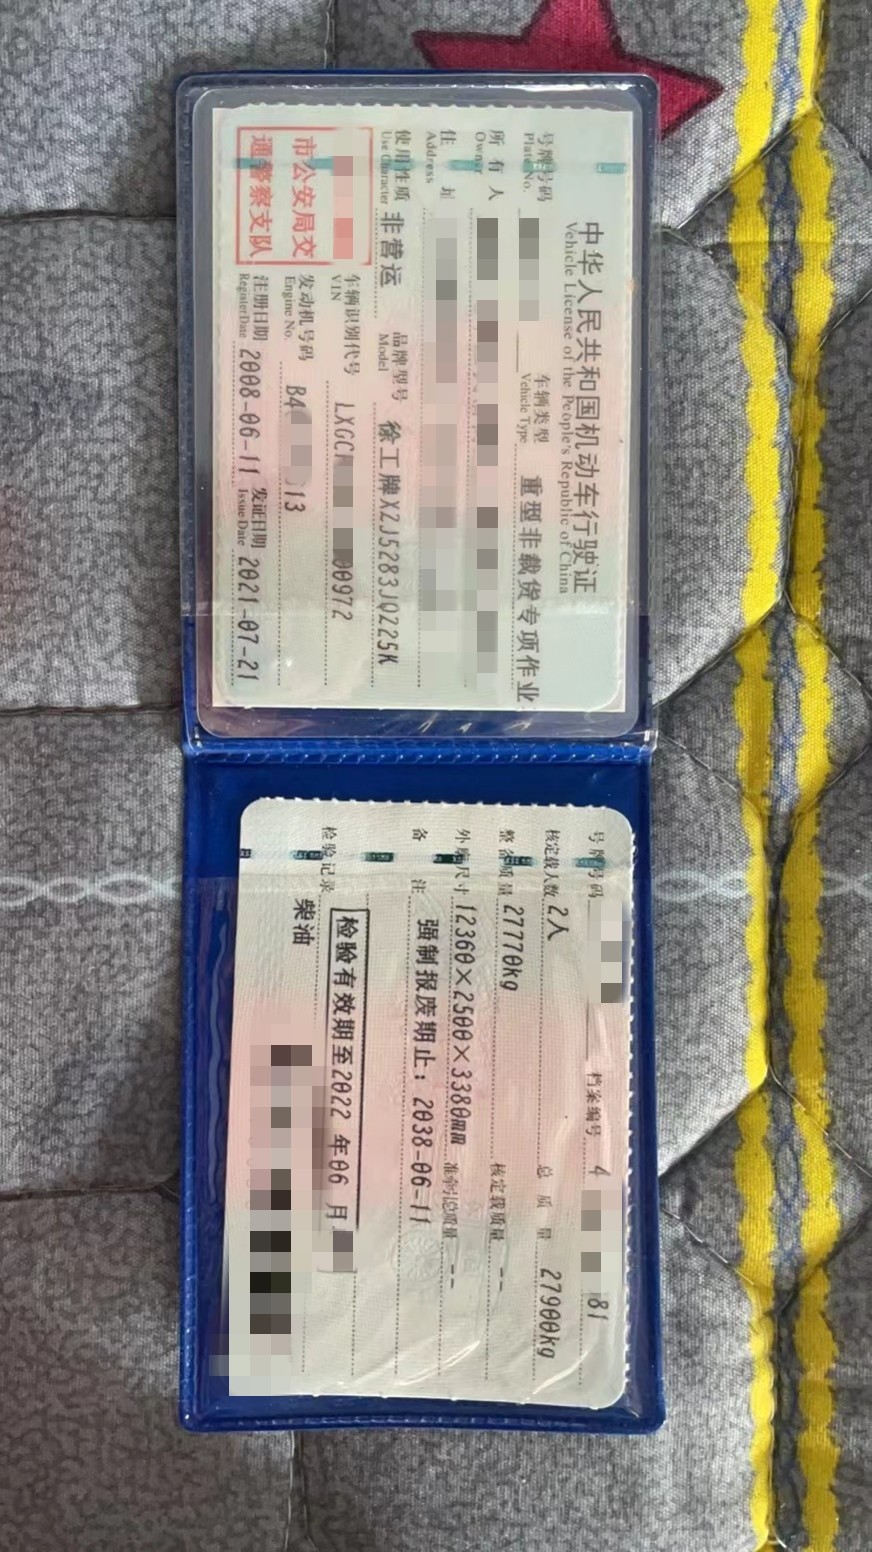 中华人民共和国机动车行驶证
Vehicle License of the People's Republic of China
号牌号码
Plate No.
车辆类型 重型非载货专项作业
Vehicle Type
所有人
Owner
住址
Address
使用性质 非营运
Use Character
品牌型号 徐工牌XZJ5283JQZ25K
Model
市公安局交
通警察支队
车辆识别代号 LXGC 00972
VIN
发动机号码 B4 13
Engine No.
注册日期 2008-06-11
Register Date
发证日期 2021-07-21
Issue Date
号牌号码
档案编号 4 81
核定载人数 2人
总质量 27900kg
整备质量 27770kg
核定载质量 --
外廓尺寸 12360×2500×3380mm
准牵引总质量 --
备注 强制报废期止：2038-06-11
检验有效期至2022年06月
检验记录
柴油